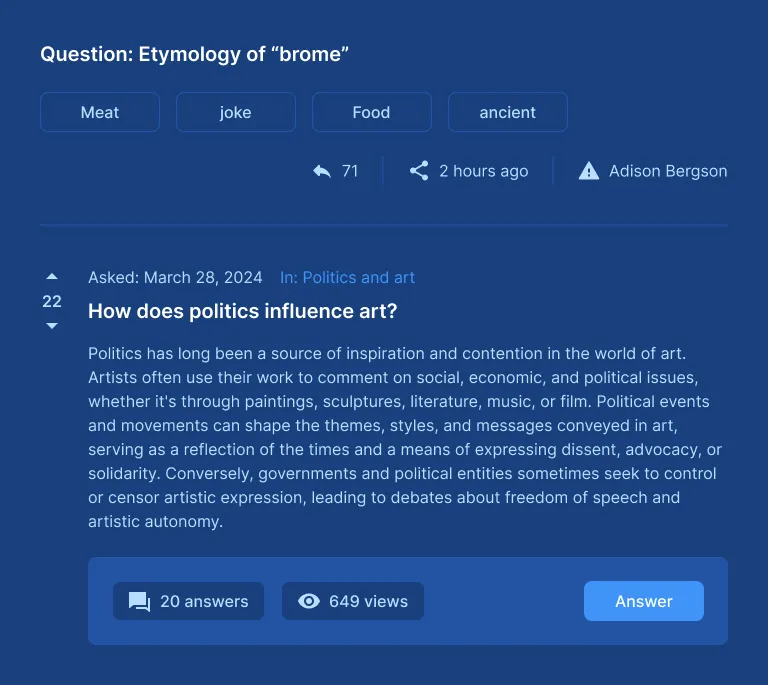 Question: Etymology of “brome”
Meat joke Food ancient
71 2 hours ago Adison Bergson
Asked: March 28, 2024 In: Politics and art
22
How does politics influence art?
Politics has long been a source of inspiration and contention in the world of art.
Artists often use their work to comment on social, economic, and political issues,
whether it's through paintings, sculptures, literature, music, or film. Political events
and movements can shape the themes, styles, and messages conveyed in art,
serving as a reflection of the times and a means of expressing dissent, advocacy, or
solidarity. Conversely, governments and political entities sometimes seek to control
or censor artistic expression, leading to debates about freedom of speech and
artistic autonomy.
20 answers 649 views Answer